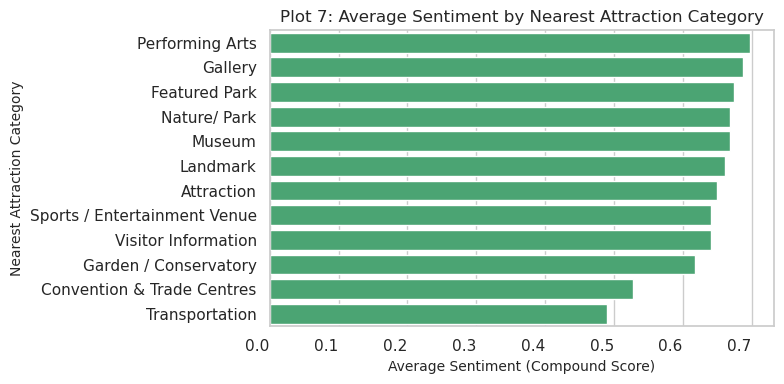 Plot 7: Average Sentiment by Nearest Attraction Category
Nearest Attraction Category
Performing Arts
Gallery
Featured Park
Nature/ Park
Museum
Landmark
Attraction
Sports / Entertainment Venue
Visitor Information
Garden / Conservatory
Convention & Trade Centres
Transportation
0.0 0.1 0.2 0.3 0.4 0.5 0.6 0.7
Average Sentiment (Compound Score)